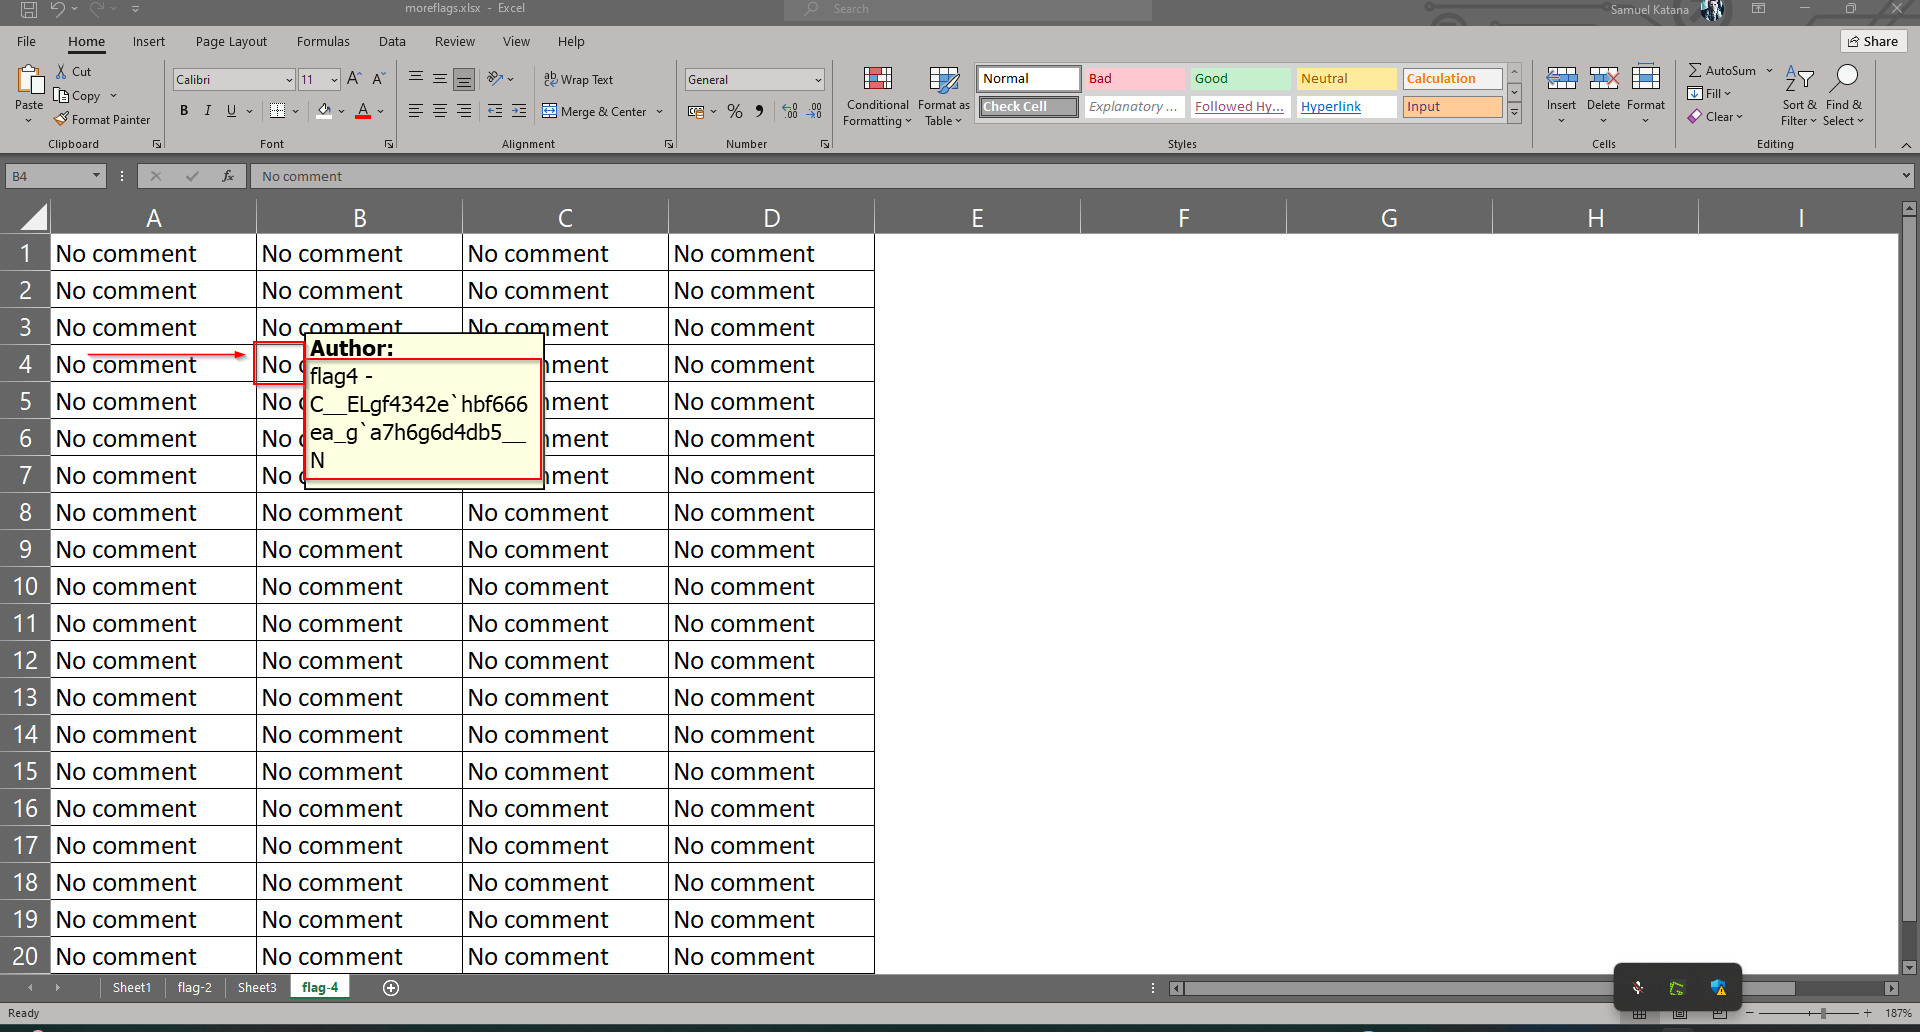 moreflags.xlsx - Excel
Search
Samuel Katana
File Home Insert Page Layout Formulas Data Review View Help
Share
Paste
Cut
Copy
Format Painter
Clipboard
Calibri 11
B I U
Font
ab Wrap Text
Merge & Center
Alignment
General
Number
Conditional Formatting
Format as Table
Normal Bad Good Neutral Calculation
Check Cell Explanatory ... Followed Hy... Hyperlink Input
Styles
Insert Delete Format
Cells
AutoSum
Fill
Clear
Sort & Filter
Find & Select
Editing
B4 fx No comment
A B C D E F G H I
1 No comment No comment No comment No comment
2 No comment No comment No comment No comment
3 No comment No comment No comment No comment
4 No comment No mment No comment
5 No comment No mment No comment
6 No comment No mment No comment
7 No comment No mment No comment
Author:
flag4 -
C__ELgf4342e`hbf666
ea_g`a7h6g6d4db5__
N
8 No comment No comment No comment No comment
9 No comment No comment No comment No comment
10 No comment No comment No comment No comment
11 No comment No comment No comment No comment
12 No comment No comment No comment No comment
13 No comment No comment No comment No comment
14 No comment No comment No comment No comment
15 No comment No comment No comment No comment
16 No comment No comment No comment No comment
17 No comment No comment No comment No comment
18 No comment No comment No comment No comment
19 No comment No comment No comment No comment
20 No comment No comment No comment No comment
Sheet1 flag-2 Sheet3 flag-4
Ready
187%